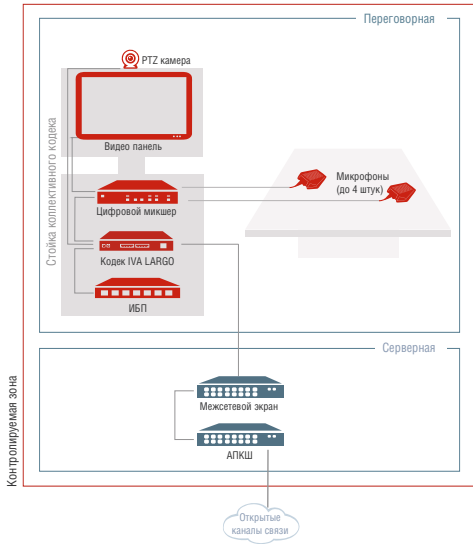 Переговорная
PTZ камера
Видео панель
Стойка коллективного кодека
Микрофоны
(до 4 штук)
Цифровой микшер
Кодек IVA LARGO
ИБП
Серверная
Межсетевой экран
АПКШ
Контролируемая зона
Открытые
каналы связи